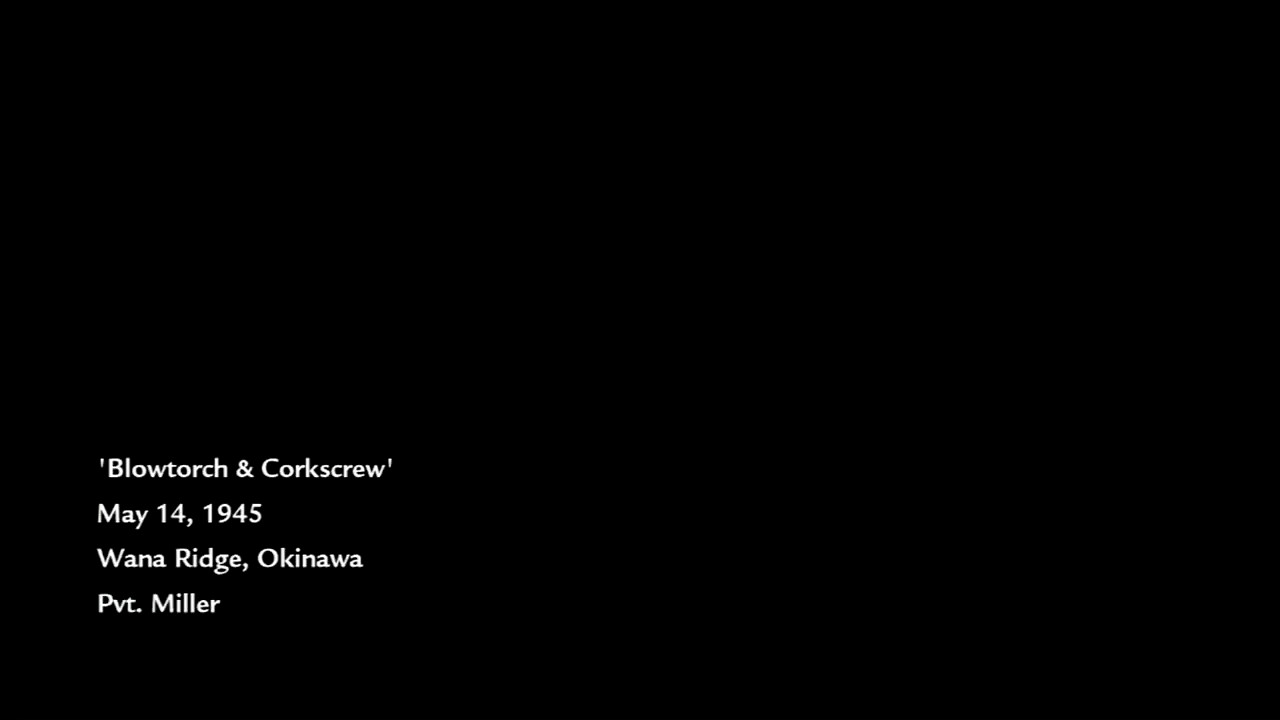 'Blowtorch & Corkscrew'
May 14, 1945
Wana Ridge, Okinawa
Pvt. Miller